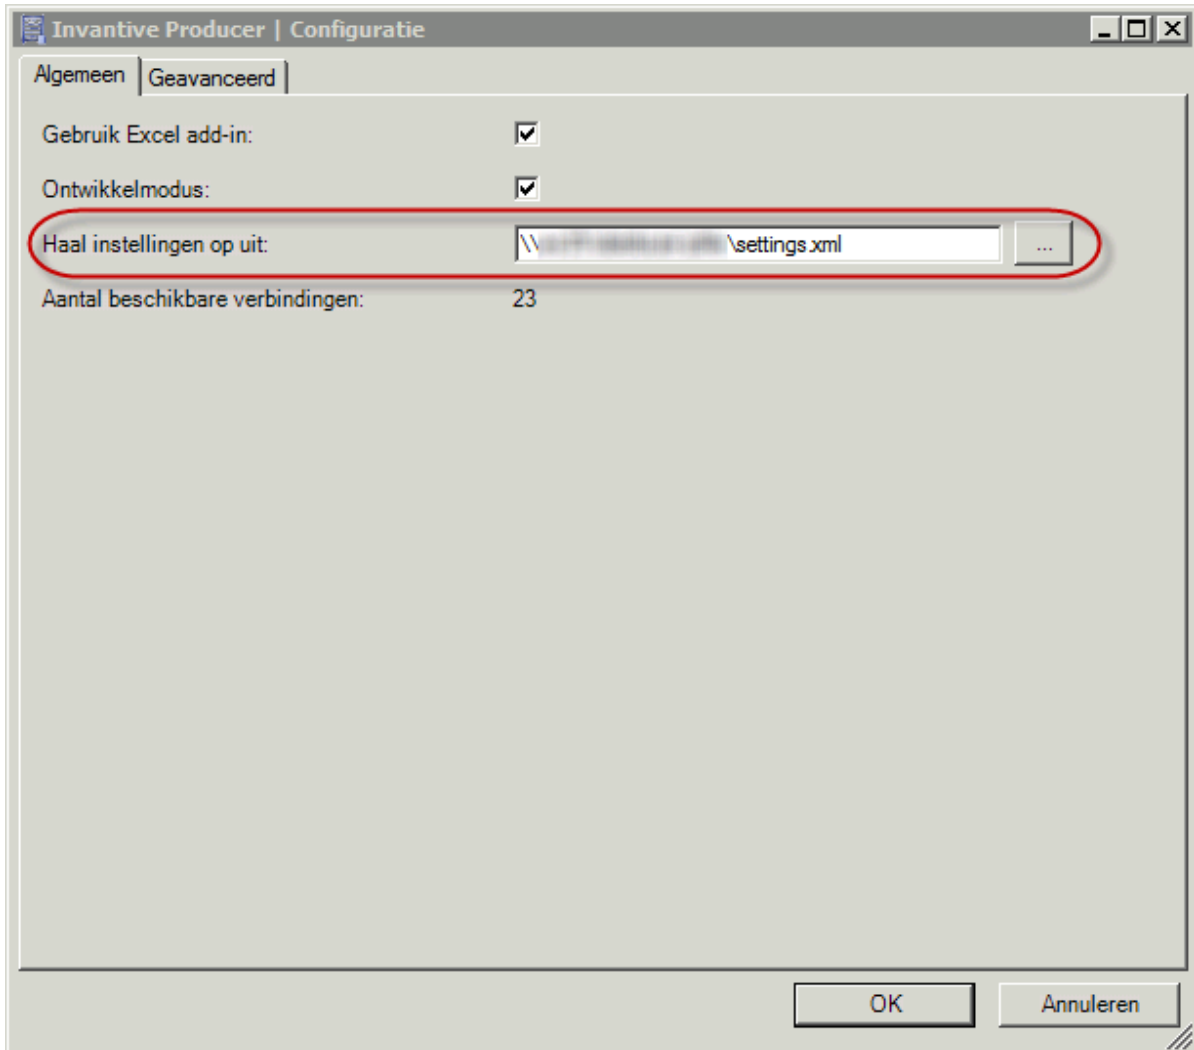 Invantive Producer | Configuratie
Algemeen Geavanceerd
Gebruik Excel add-in:
Ontwikkelmodus:
Haal instellingen op uit: \\ \settings.xml ...
Aantal beschikbare verbindingen: 23
OK Annuleren